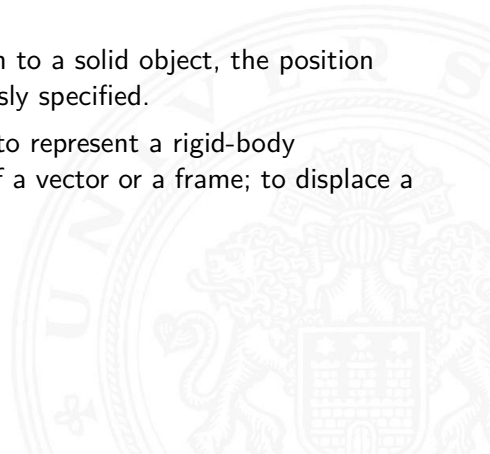 n to a solid object, the position
sly specified.
to represent a rigid-body
f a vector or a frame; to displace a
U N I V E R S